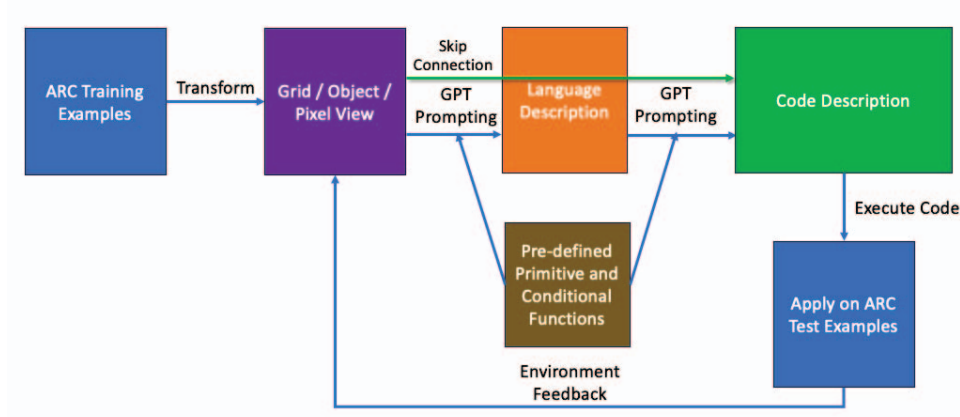 ARC Training
Examples
Transform
Grid / Object /
Pixel View
Skip
Connection
GPT
Prompting
Language
Description
GPT
Prompting
Code Description
Execute Code
Pre-defined
Primitive and
Conditional
Functions
Apply on ARC
Test Examples
Environment
Feedback